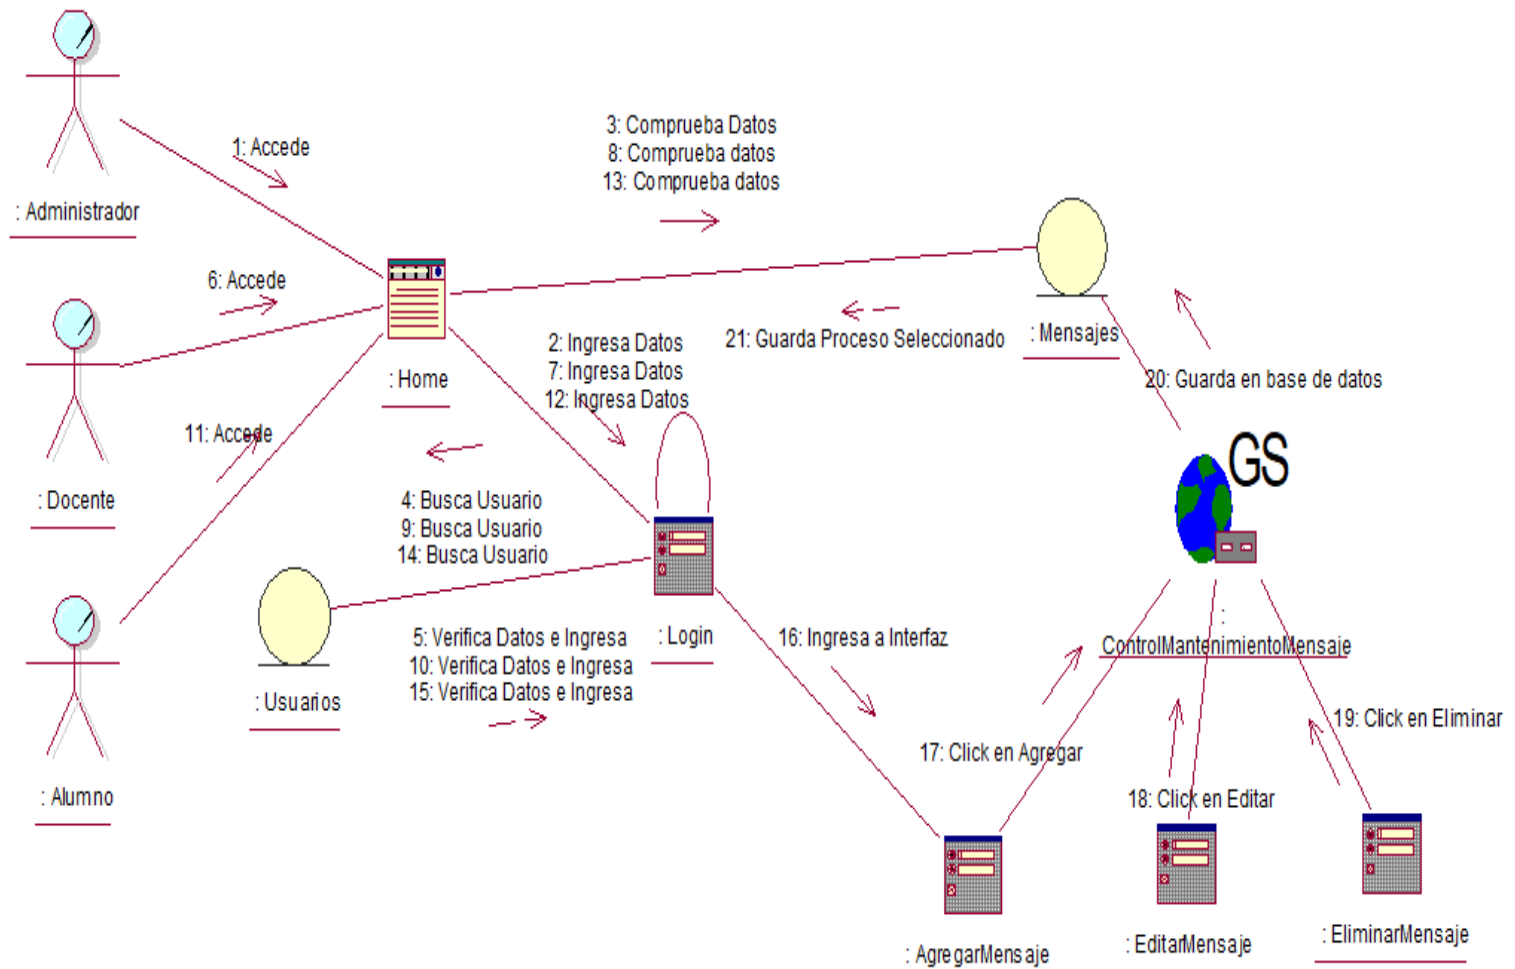 1: Accede
: Administrador
3: Comprueba Datos
8: Comprueba datos
13: Comprueba datos
6: Accede
: Docente
: Home
21: Guarda Proceso Seleccionado
: Mensajes
20: Guarda en base de datos
2: Ingresa Datos
7: Ingresa Datos
12: Ingresa Datos
11: Accede
4: Busca Usuario
9: Busca Usuario
14: Busca Usuario
GS
: Alumno
: Usuarios
5: Verifica Datos e Ingresa
10: Verifica Datos e Ingresa
15: Verifica Datos e Ingresa
: Login
16: Ingresa a Interfaz
:
ControlMantenimientoMensaje
17: Click en Agregar
18: Click en Editar
19: Click en Eliminar
: AgregarMensaje
: EditarMensaje
: EliminarMensaje